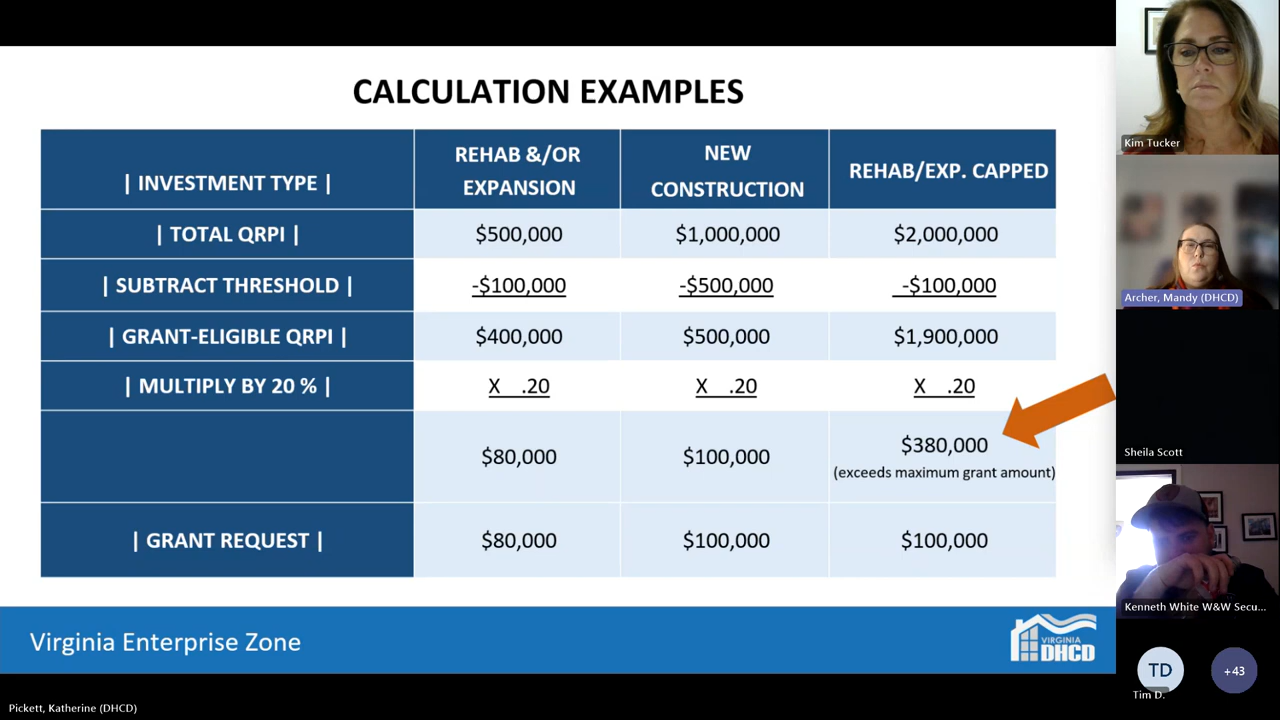 CALCULATION EXAMPLES
| INVESTMENT TYPE |
REHAB &/OR
EXPANSION
NEW
CONSTRUCTION
REHAB/EXP. CAPPED
| TOTAL QRPI |
$500,000
$1,000,000
$2,000,000
| SUBTRACT THRESHOLD |
-$100,000
-$500,000
-$100,000
| GRANT-ELIGIBLE QRPI |
$400,000
$500,000
$1,900,000
| MULTIPLY BY 20 % |
X .20
X .20
X .20
$80,000
$100,000
$380,000
(exceeds maximum grant amount)
| GRANT REQUEST |
$80,000
$100,000
$100,000
Virginia Enterprise Zone
VIRGINIA
DHCD
Pickett, Katherine (DHCD)
Kim Tucker
Archer, Mandy (DHCD)
Sheila Scott
Kenneth White W&W Secu...
TD
Tim D.
+43